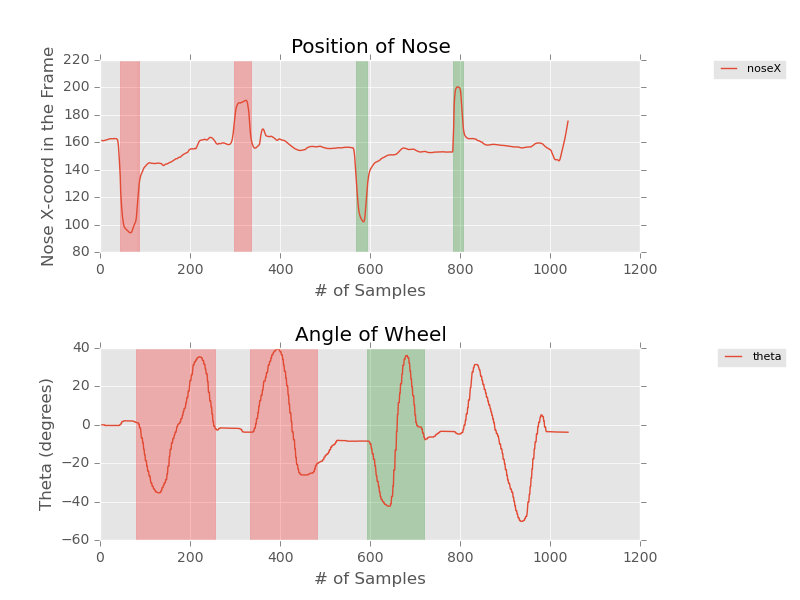 Position of Nose
Nose X-coord in the Frame
220
200
180
160
140
120
100
80
0 200 400 600 800 1000 1200
# of Samples
noseX
Angle of Wheel
Theta (degrees)
40
20
0
−20
−40
−60
0 200 400 600 800 1000 1200
# of Samples
theta